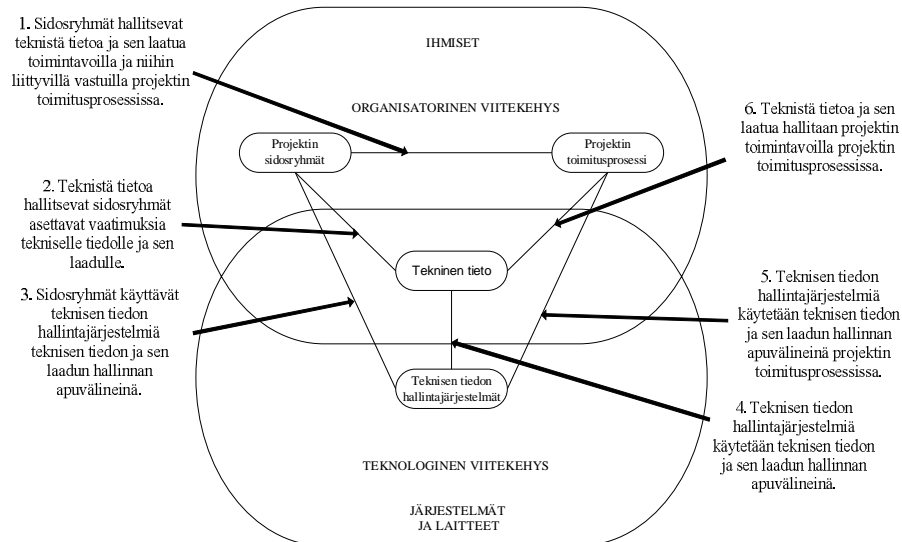 1. Sidosryhmät hallitsevat
teknistä tietoa ja sen laatua
toimintavoilla ja niihin
liittyvillä vastuilla projektin
toimitusprosessissa.
IHMISET
ORGANISATORINEN VIITEKEHYS
Projektin
sidosryhmät
Projektin
toimitusprosessi
6. Teknistä tietoa ja sen
laatua hallitaan projektin
toimintavoilla projektin
toimitusprosessissa.
2. Teknistä tietoa
hallitsevat sidosryhmät
asettavat vaatimuksia
tekniselle tiedolle ja sen
laadulle.
Tekninen tieto
3. Sidosryhmät käyttävät
teknisen tiedon
hallintajärjestelmiä
teknisen tiedon ja sen
laadun hallinnan
apuvälineinä.
5. Teknisen tiedon
hallintajärjestelmiä
käytetään teknisen tiedon
ja sen laadun hallinnan
apuvälineinä projektin
toimitusprosessissa.
Teknisen tiedon
hallintajärjestelmät
4. Teknisen tiedon
hallintajärjestelmiä
käytetään teknisen tiedon
ja sen laadun hallinnan
apuvälineinä.
TEKNOLOGINEN VIITEKEHYS
JÄRJESTELMÄT
JA LAITTEET